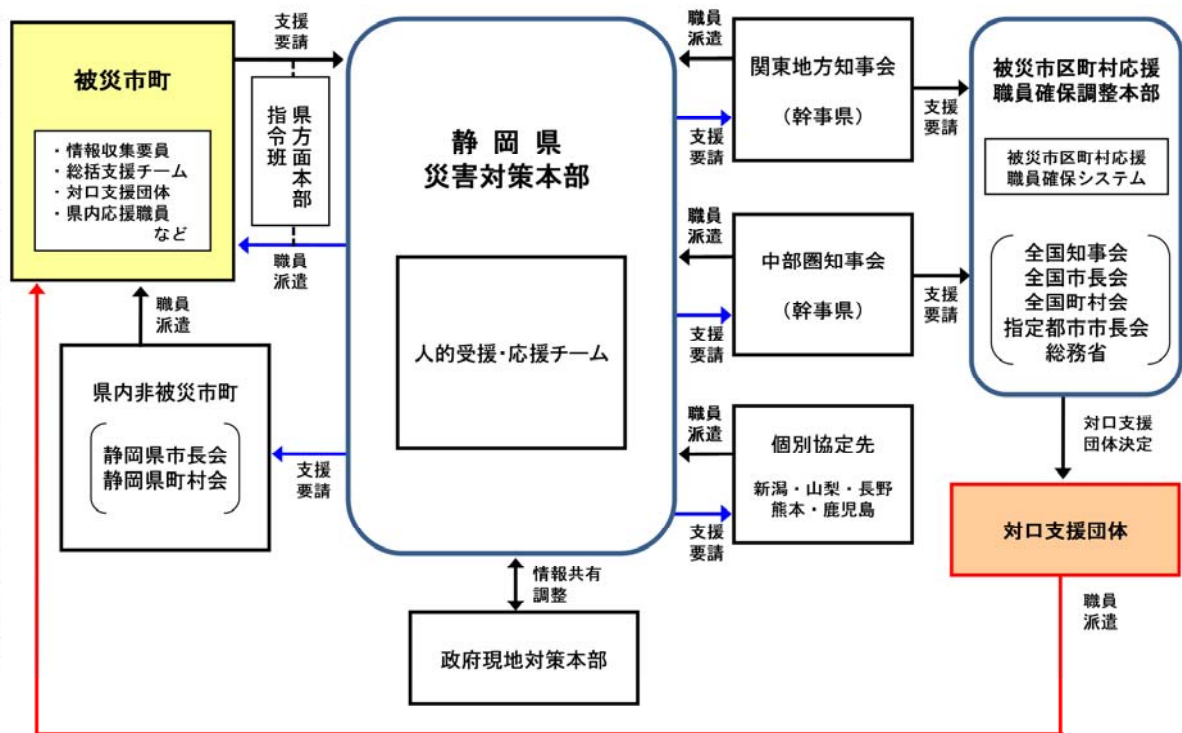 被災市町
・情報収集要員
・総括支援チーム
・対口支援団体
・県内応援職員
など
支援
要請
県方面本部
指令班
職員
派遣
職員
派遣
県内非被災市町
静岡県市長会
静岡県町村会
支援
要請
静岡県
災害対策本部
人的受援・応援チーム
情報共有
調整
政府現地対策本部
職員
派遣
支援
要請
関東地方知事会
（幹事県）
支援
要請
職員
派遣
支援
要請
中部圏知事会
（幹事県）
支援
要請
職員
派遣
支援
要請
個別協定先
新潟・山梨・長野
熊本・鹿児島
被災市区町村応援
職員確保調整本部
被災市区町村応援
職員確保システム
全国知事会
全国市長会
全国町村会
指定都市市長会
総務省
対口支援
団体決定
対口支援団体
職員
派遣